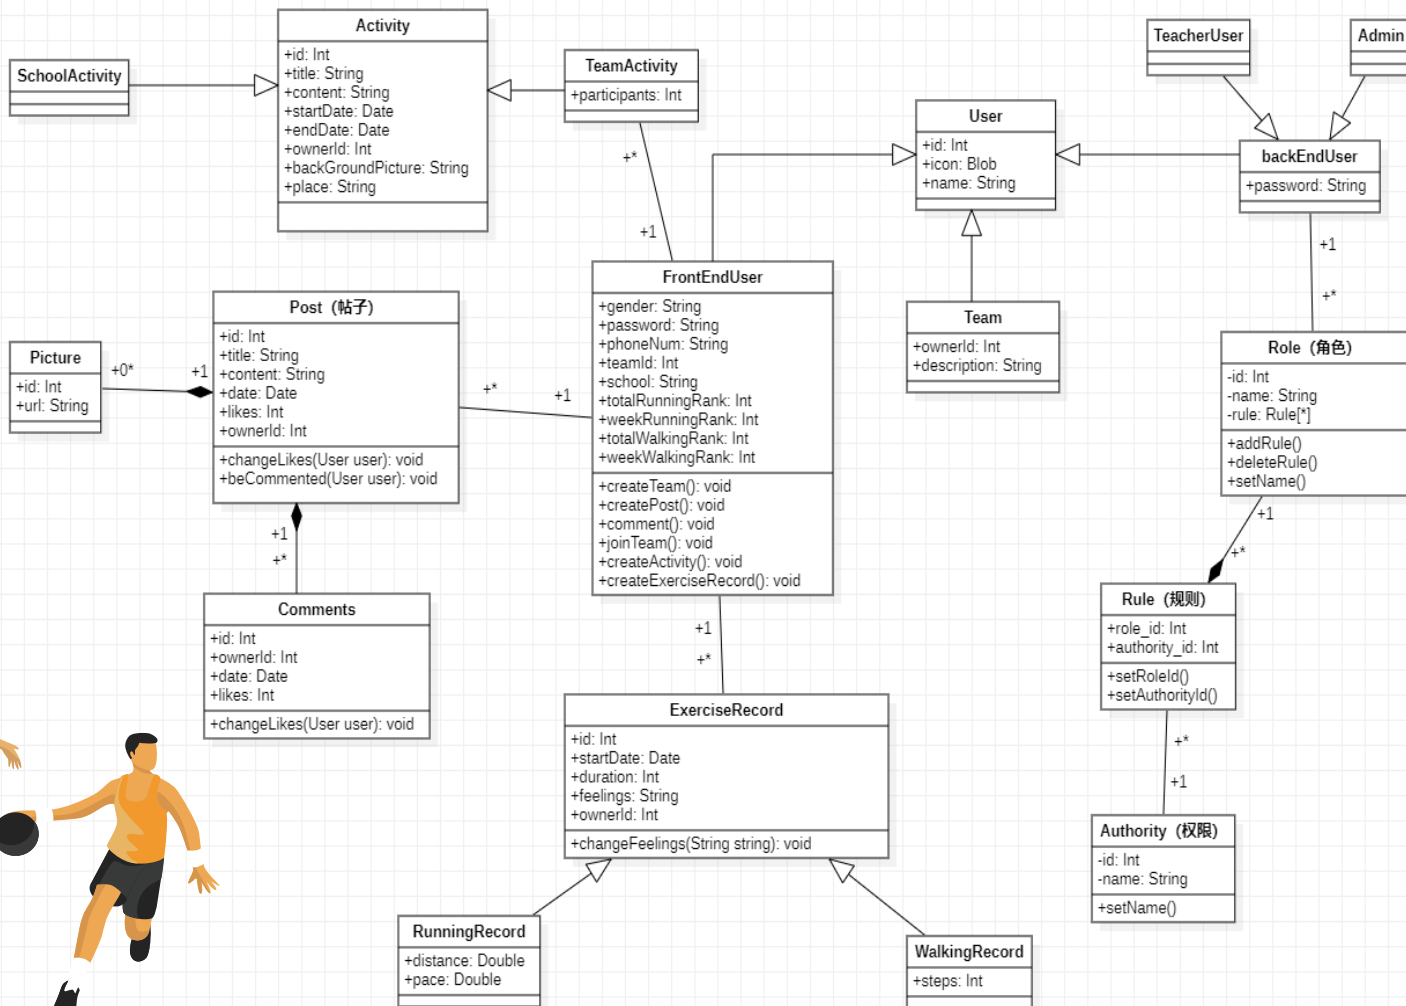 Activity
+id: Int
+title: String
+content: String
+startDate: Date
+endDate: Date
+ownerId: Int
+backGroundPicture: String
+place: String
SchoolActivity
TeamActivity
+participants: Int
TeacherUser
Admin
User
+id: Int
+icon: Blob
+name: String
backEndUser
+password: String
+*
+1
+1
+*
FrontEndUser
+gender: String
+password: String
+phoneNum: String
+teamId: Int
+school: String
+totalRunningRank: Int
+weekRunningRank: Int
+totalWalkingRank: Int
+weekWalkingRank: Int
+createTeam(): void
+createPost(): void
+comment(): void
+joinTeam(): void
+createActivity(): void
+createExerciseRecord(): void
Team
+ownerId: Int
+description: String
Post（帖子）
+id: Int
+title: String
+content: String
+date: Date
+likes: Int
+ownerId: Int
+changeLikes(User user): void
+beCommented(User user): void
Picture
+id: Int
+url: String
+0*
+1
+*
+1
Role（角色）
-id: Int
-name: String
-rule: Rule[*]
+addRule()
+deleteRule()
+setName()
+1
+*
+1
+*
Comments
+id: Int
+ownerId: Int
+date: Date
+likes: Int
+changeLikes(User user): void
Rule（规则）
+role_id: Int
+authority_id: Int
+setRoleId()
+setAuthorityId()
+1
+*
ExerciseRecord
+id: Int
+startDate: Date
+duration: Int
+feelings: String
+ownerId: Int
+changeFeelings(String string): void
+*
+1
Authority（权限）
-id: Int
-name: String
+setName()
RunningRecord
+distance: Double
+pace: Double
WalkingRecord
+steps: Int